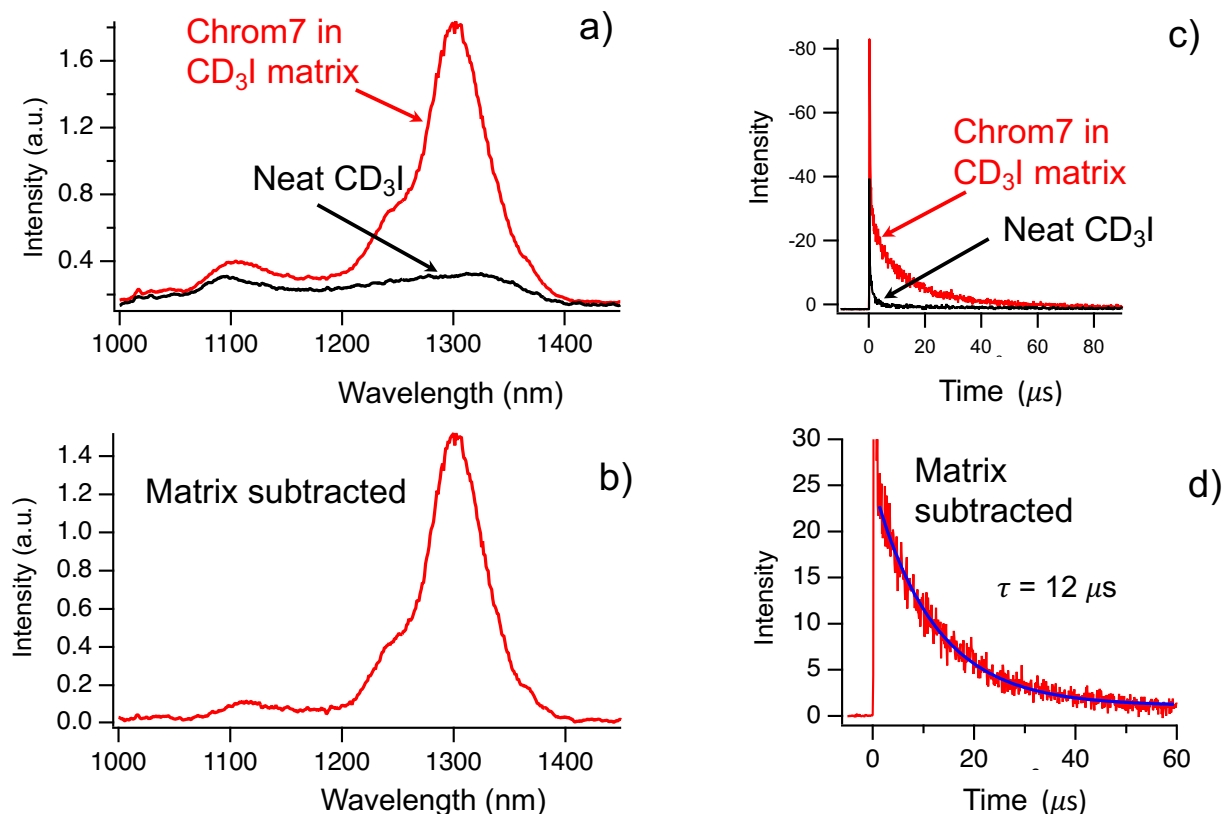 a)
Chrom7 in
CD₃I matrix
Neat CD₃I
1.6
1.2
0.8
0.4
Intensity (a.u.)
1000 1100 1200 1300 1400
Wavelength (nm)
c)
-80
-60
-40
-20
0
Intensity
Chrom7 in
CD₃I matrix
Neat CD₃I
0 20 40 60 80
Time (μs)
b)
Matrix subtracted
1.4
1.2
1.0
0.8
0.6
0.4
0.2
0.0
Intensity (a.u.)
1000 1100 1200 1300 1400
Wavelength (nm)
d)
Matrix
subtracted
τ = 12 μs
30
25
20
15
10
5
0
Intensity
0 20 40 60
Time (μs)